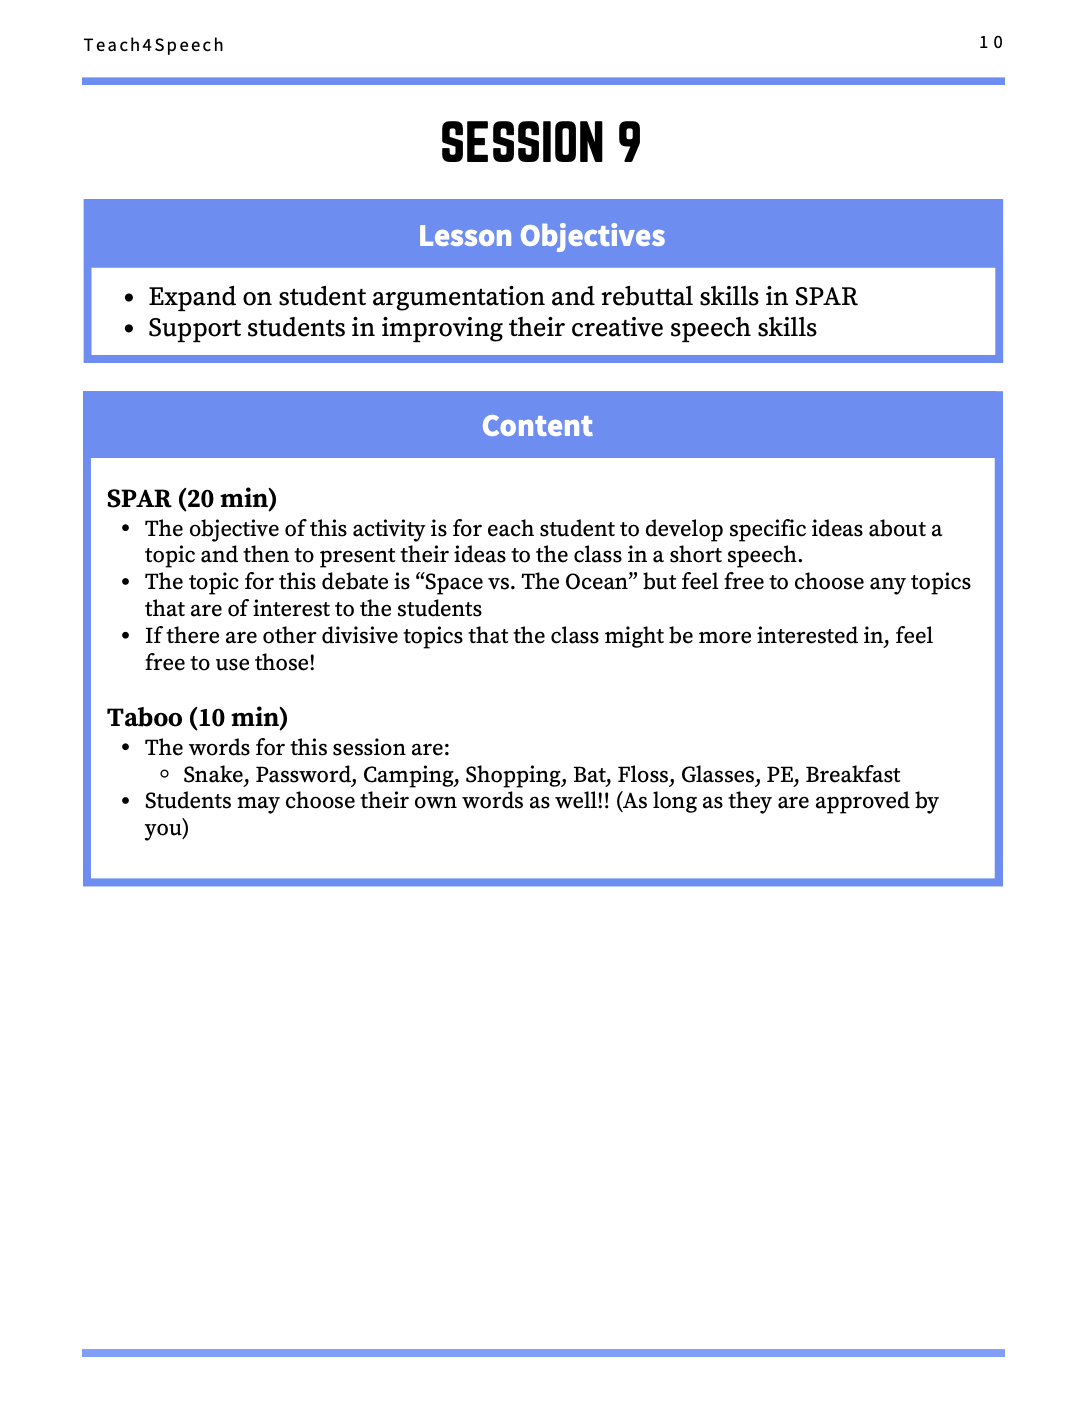 Teach4Speech
10
SESSION 9
Lesson Objectives
• Expand on student argumentation and rebuttal skills in SPAR
• Support students in improving their creative speech skills
Content
SPAR (20 min)
• The objective of this activity is for each student to develop specific ideas about a
topic and then to present their ideas to the class in a short speech.
• The topic for this debate is “Space vs. The Ocean” but feel free to choose any topics
that are of interest to the students
• If there are other divisive topics that the class might be more interested in, feel
free to use those!
Taboo (10 min)
• The words for this session are:
◦ Snake, Password, Camping, Shopping, Bat, Floss, Glasses, PE, Breakfast
• Students may choose their own words as well!! (As long as they are approved by
you)